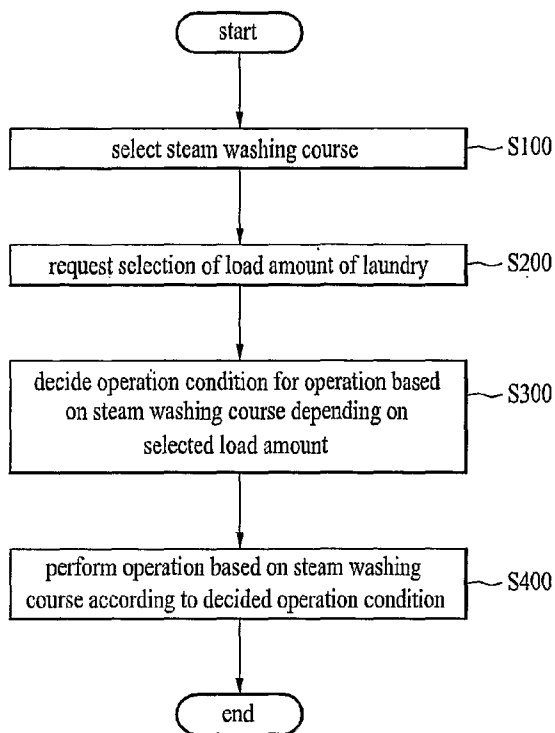 start
select steam washing course
S100
request selection of load amount of laundry
S200
decide operation condition for operation based
on steam washing course depending on
selected load amount
S300
perform operation based on steam washing
course according to decided operation condition
S400
end